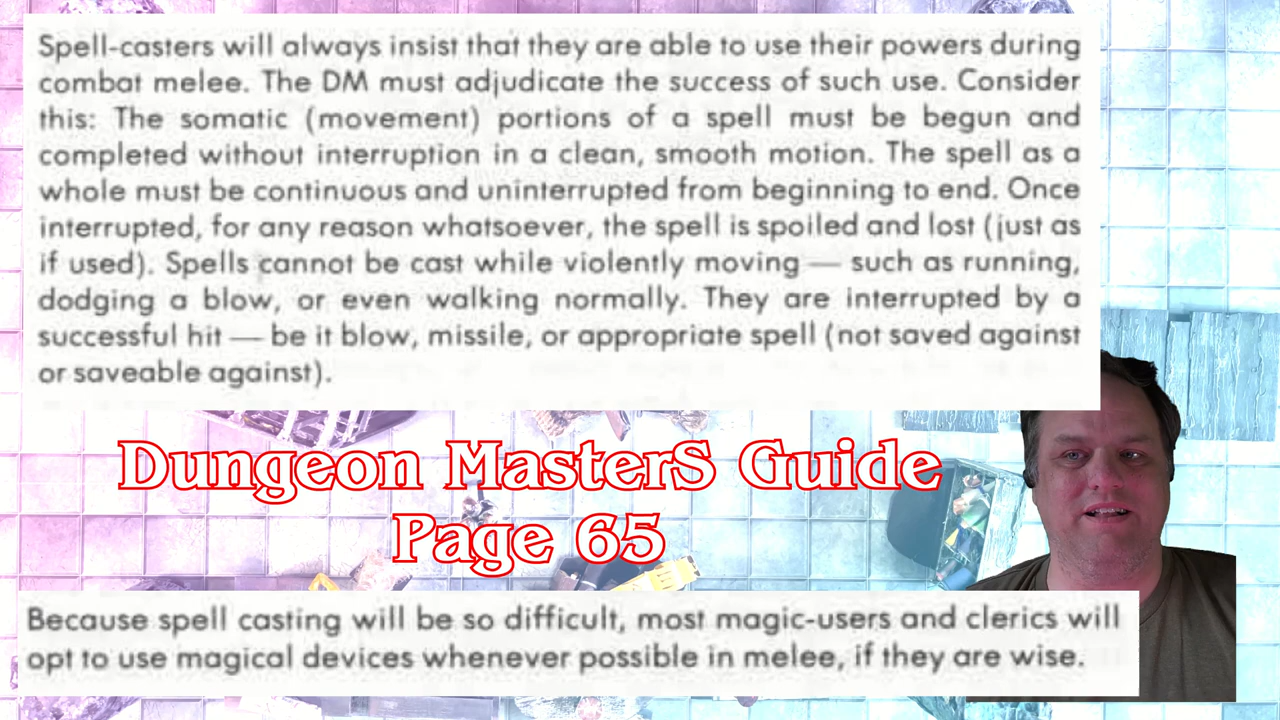 Spell-casters will always insist that they are able to use their powers during
combat melee. The DM must adjudicate the success of such use. Consider
this: The somatic (movement) portions of a spell must be begun and
completed without interruption in a clean, smooth motion. The spell as a
whole must be continuous and uninterrupted from beginning to end. Once
interrupted, for any reason whatsoever, the spell is spoiled and lost (just as
if used). Spells cannot be cast while violently moving — such as running,
dodging a blow, or even walking normally. They are interrupted by a
successful hit — be it blow, missile, or appropriate spell (not saved against
or saveable against).
Dungeon MasterS Guide
Page 65
Because spell casting will be so difficult, most magic-users and clerics will
opt to use magical devices whenever possible in melee, if they are wise.